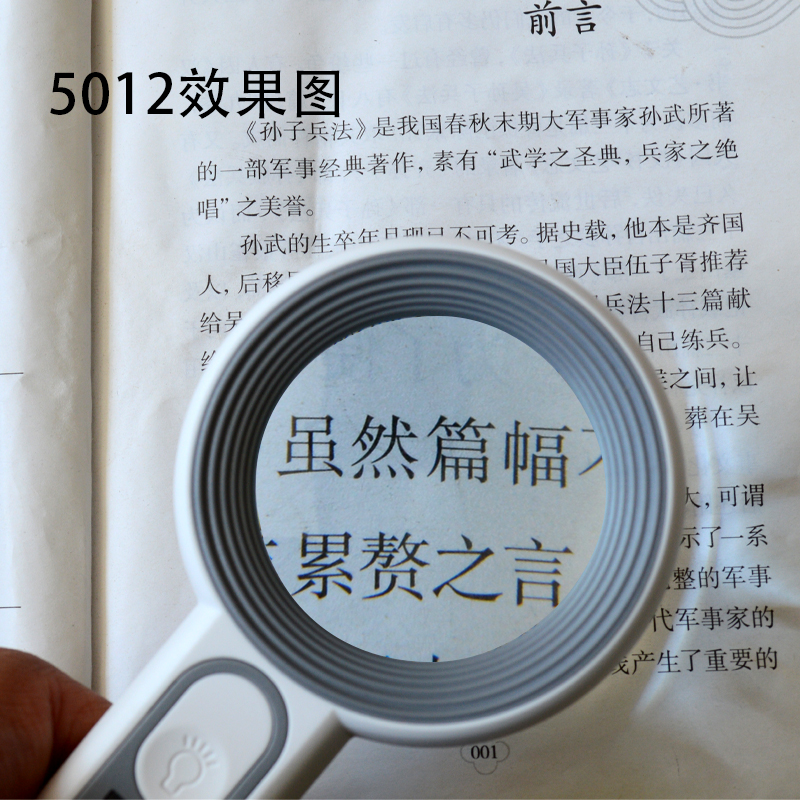 前言
5012效果图
《孙子兵法》是我国春秋末期大军事家孙武所著
的一部军事经典著作，素有“武学之圣典，兵家之绝
唱”之美誉。
孙武的生卒年月现已不可考。据史载，他本是齐国
人，后移 国大臣伍子胥推荐
给吴 兵法十三篇献
自己练兵。
之间，让
葬在吴
虽然篇幅不
累赘之言
大，可谓
示了一系
整的军事
代军事家的
产生了重要的
001